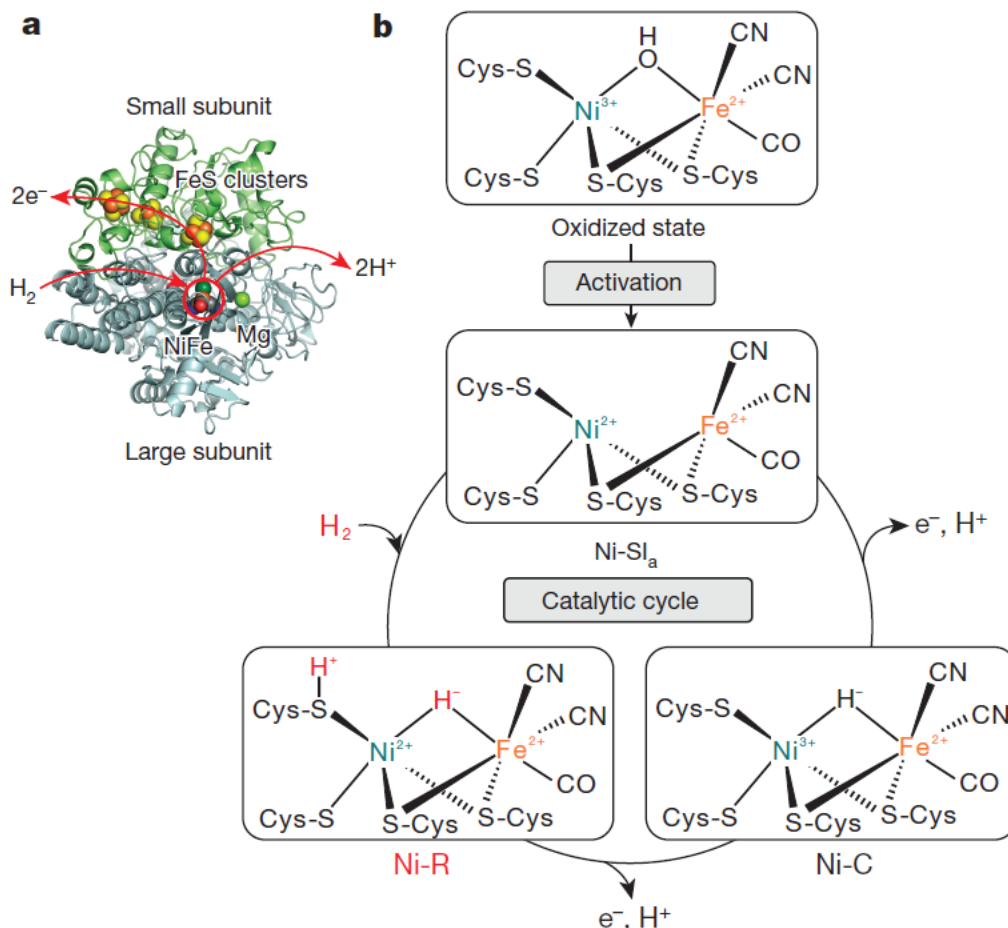 a
Small subunit
FeS clusters
2e⁻
H₂
2H⁺
NiFe
Mg
Large subunit
b
H
O
CN
Cys-S
CN
Ni³⁺
Fe²⁺
CO
Cys-S
S-Cys
S-Cys
Oxidized state
Activation
CN
Cys-S
CN
Ni²⁺
Fe²⁺
CO
Cys-S
S-Cys
S-Cys
H₂
Ni-SIₐ
e⁻, H⁺
Catalytic cycle
H⁺
Cys-S
H⁻
CN
CN
Ni²⁺
Fe²⁺
CO
Cys-S
S-Cys
S-Cys
Ni-R
Cys-S
H⁻
CN
CN
Ni³⁺
Fe²⁺
CO
Cys-S
S-Cys
S-Cys
Ni-C
e⁻, H⁺